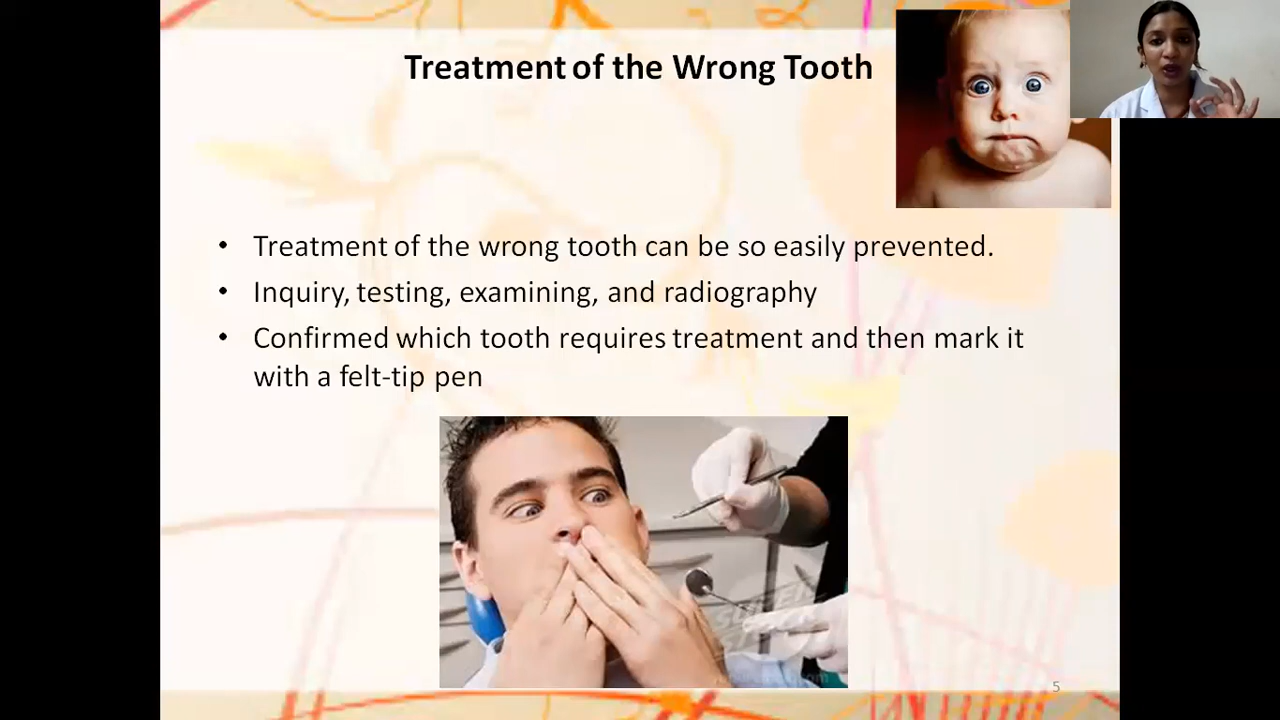 Treatment of the Wrong Tooth
• Treatment of the wrong tooth can be so easily prevented.
• Inquiry, testing, examining, and radiography
• Confirmed which tooth requires treatment and then mark it
with a felt-tip pen
5